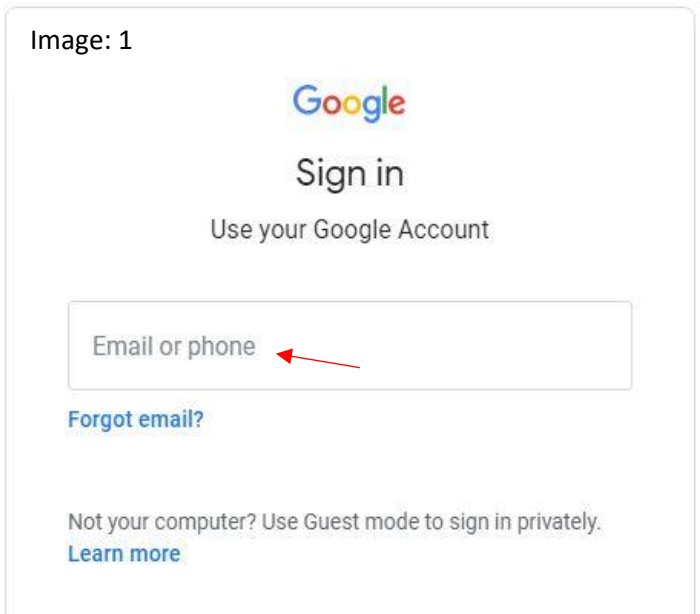 Image: 1
Google
Sign in
Use your Google Account
Email or phone
Forgot email?
Not your computer? Use Guest mode to sign in privately.
Learn more